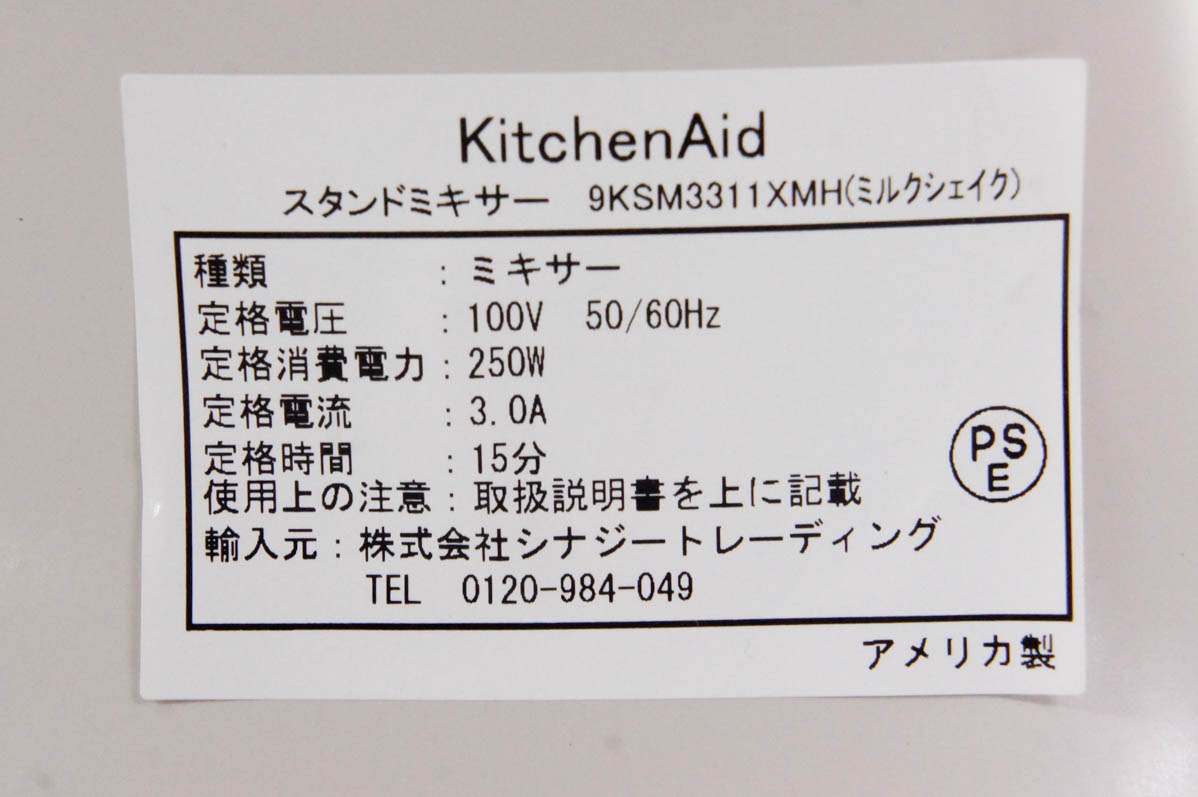 KitchenAid
スタンドミキサー 9KSM3311XMH(ミルクシェイク)
種類 : ミキサー
定格電圧 : 100V 50/60Hz
定格消費電力 : 250W
定格電流 : 3.0A
定格時間 : 15分
使用上の注意 : 取扱説明書を上に記載
輸入元 : 株式会社シナジートレーディング
TEL 0120-984-049
PS
E
アメリカ製